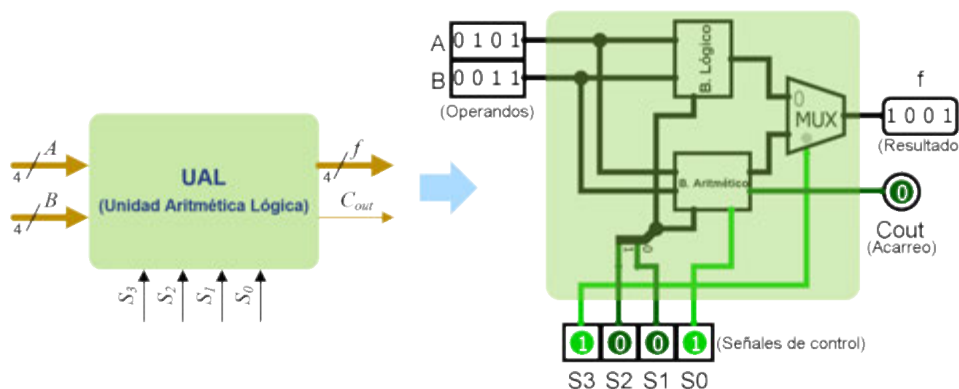 A
4
B
4
UAL
(Unidad Aritmética Lógica)
f
4
Cout
S3
S2
S1
S0
A
0 1 0 1
B
0 0 1 1
(Operandos)
B. Lógico
B. Aritmético
0
MUX
f
1 0 0 1
(Resultado
0
Cout
(Acarreo)
1
0
1
0
0
1
(Señales de control)
S3 S2 S1 S0